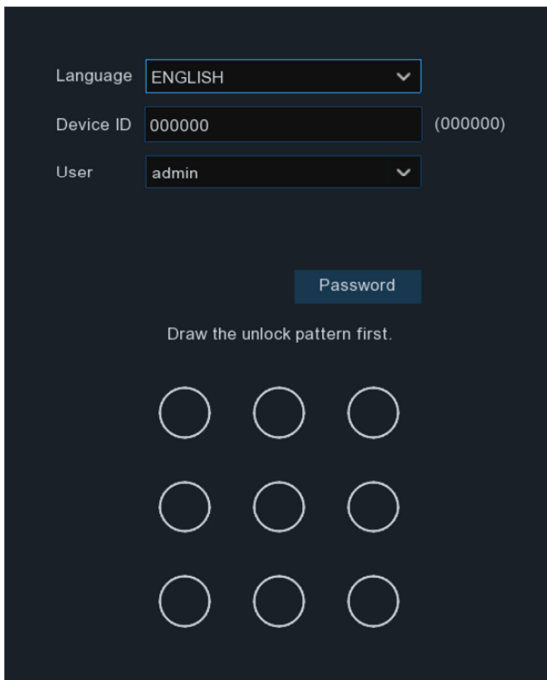 Language ENGLISH
Device ID 000000 (000000)
User admin
Password
Draw the unlock pattern first.